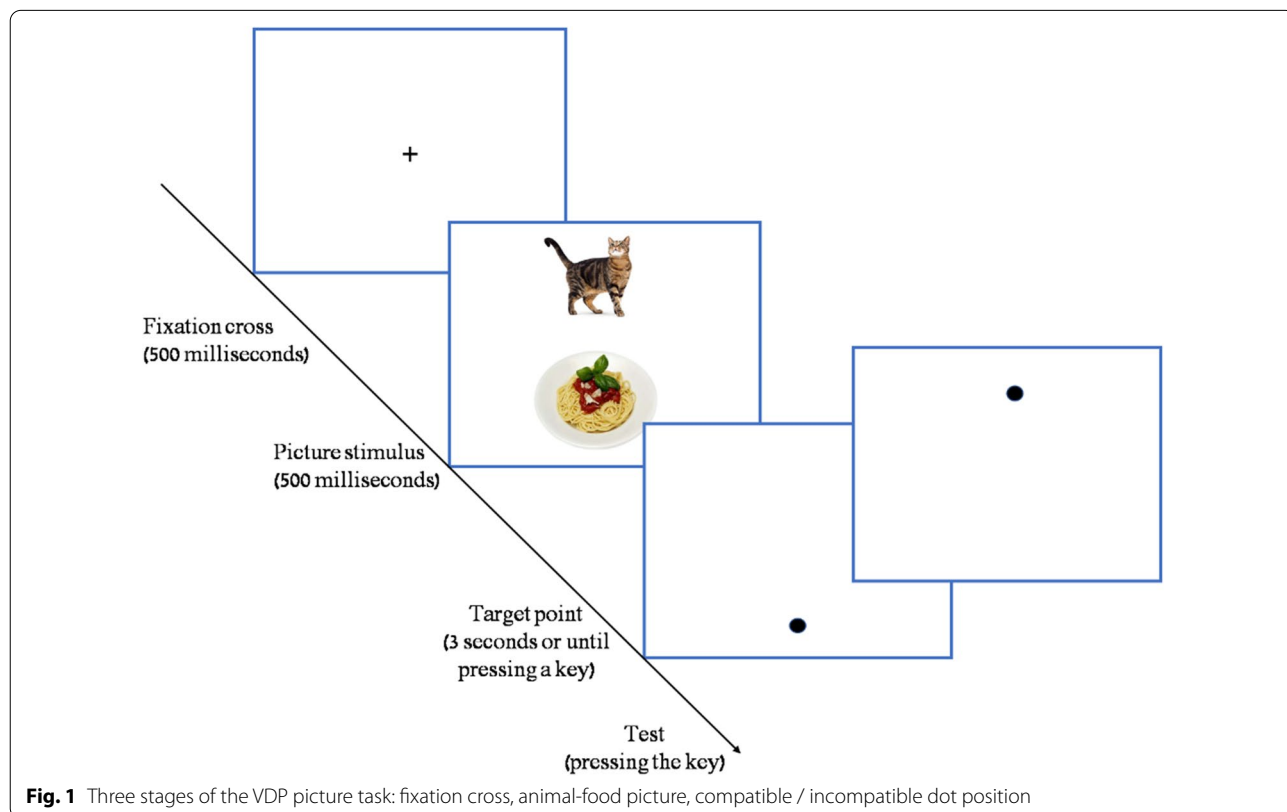 +
Fixation cross
(500 milliseconds)
Picture stimulus
(500 milliseconds)
Target point
(3 seconds or until
pressing a key)
Test
(pressing the key)
Fig. 1 Three stages of the VDP picture task: fixation cross, animal-food picture, compatible / incompatible dot position